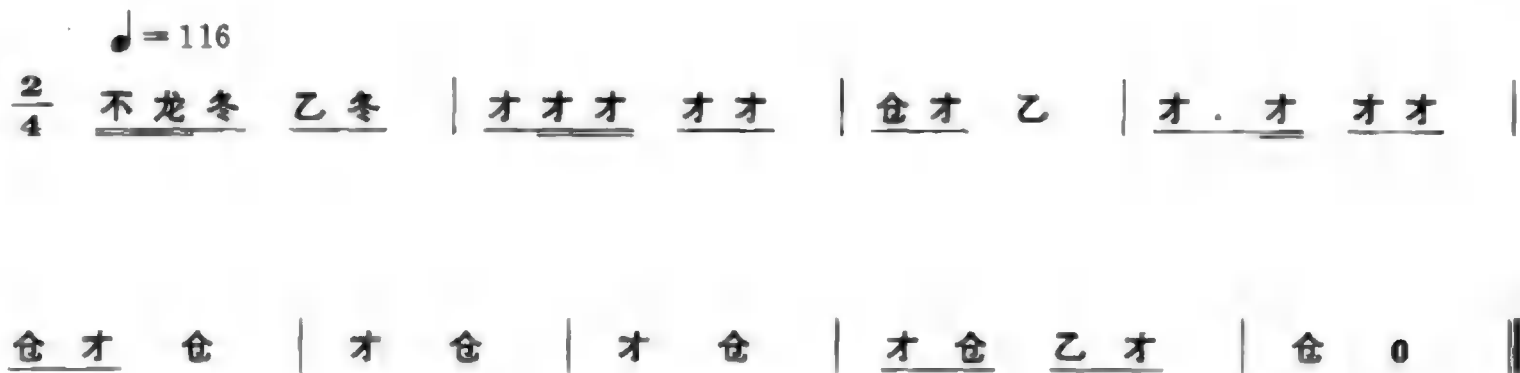 ♩=116
2/4 不龙冬 乙冬 | 才才才 才才 | 仓才 乙 | 才.才 才才 |
仓才 仓 | 才 仓 | 才 仓 | 才仓 乙才 | 仓 0 ‖